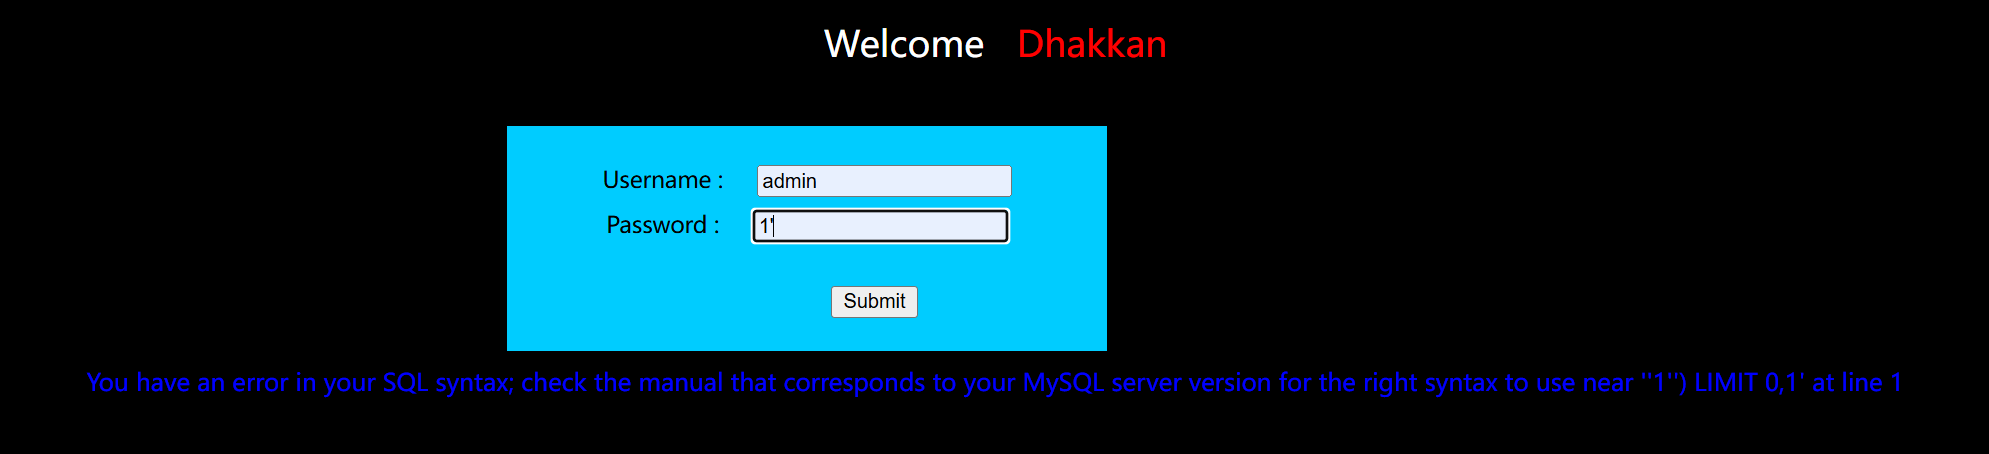 Welcome Dhakkan
Username : admin
Password : 1'
Submit
You have an error in your SQL syntax; check the manual that corresponds to your MySQL server version for the right syntax to use near ''1'') LIMIT 0,1' at line 1